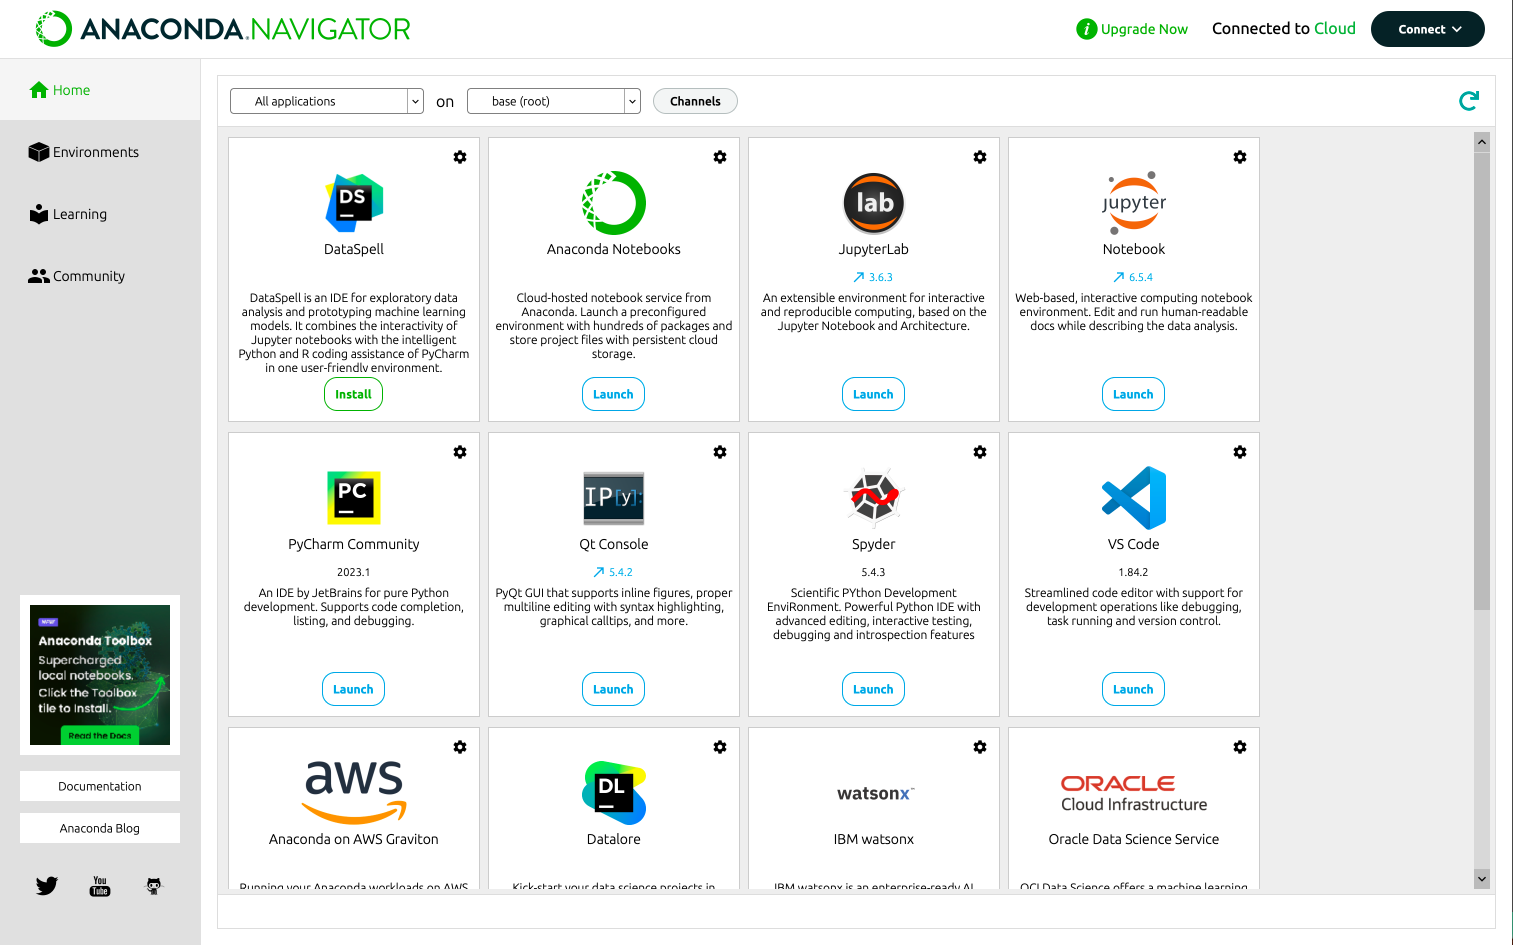 ANACONDA.NAVIGATOR
i Upgrade Now
Connected to Cloud
Connect
Home
Environments
Learning
Community
All applications
on
base (root)
Channels
DS
DataSpell
DataSpell is an IDE for exploratory data
analysis and prototyping machine learning
models. It combines the interactivity of
Jupyter notebooks with the intelligent
Python and R coding assistance of PyCharm
in one user-friendly environment.
Install
Anaconda Notebooks
Cloud-hosted notebook service from
Anaconda. Launch a preconfigured
environment with hundreds of packages and
store project files with persistent cloud
storage.
Launch
lab
JupyterLab
3.6.3
An extensible environment for interactive
and reproducible computing, based on the
Jupyter Notebook and Architecture.
Launch
jupyter
Notebook
6.5.4
Web-based, interactive computing notebook
environment. Edit and run human-readable
docs while describing the data analysis.
Launch
PC
PyCharm Community
2023.1
An IDE by JetBrains for pure Python
development. Supports code completion,
listing, and debugging.
Launch
IP[y]:
Qt Console
5.4.2
PyQt GUI that supports inline figures, proper
multiline editing with syntax highlighting,
graphical calltips, and more.
Launch
Spyder
5.4.3
Scientific PYthon Development
EnviRonment. Powerful Python IDE with
advanced editing, interactive testing,
debugging and introspection features
Launch
VS Code
1.84.2
Streamlined code editor with support for
development operations like debugging,
task running and version control.
Launch
aws
Anaconda on AWS Graviton
Running your Anaconda workloads on AWS
DL
Datalore
Kick-start your data science projects in
watsonx™
IBM watsonx
IBM watsonx is an enterprise-ready AI
ORACLE
Cloud Infrastructure
Oracle Data Science Service
OCI Data Science offers a machine learning
Anaconda Toolbox
Supercharged
local notebooks.
Click the Toolbox
tile to Install.
Read the Docs
Documentation
Anaconda Blog
You
Tube